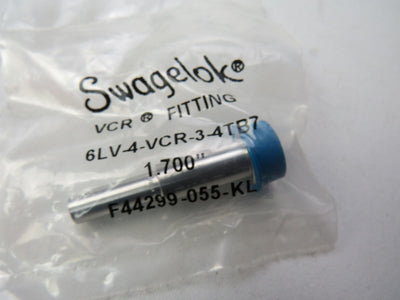 Swagelok®
VCR ® FITTING
6LV-4-VCR-3-4TB7
1.700"
F44299-055-KL